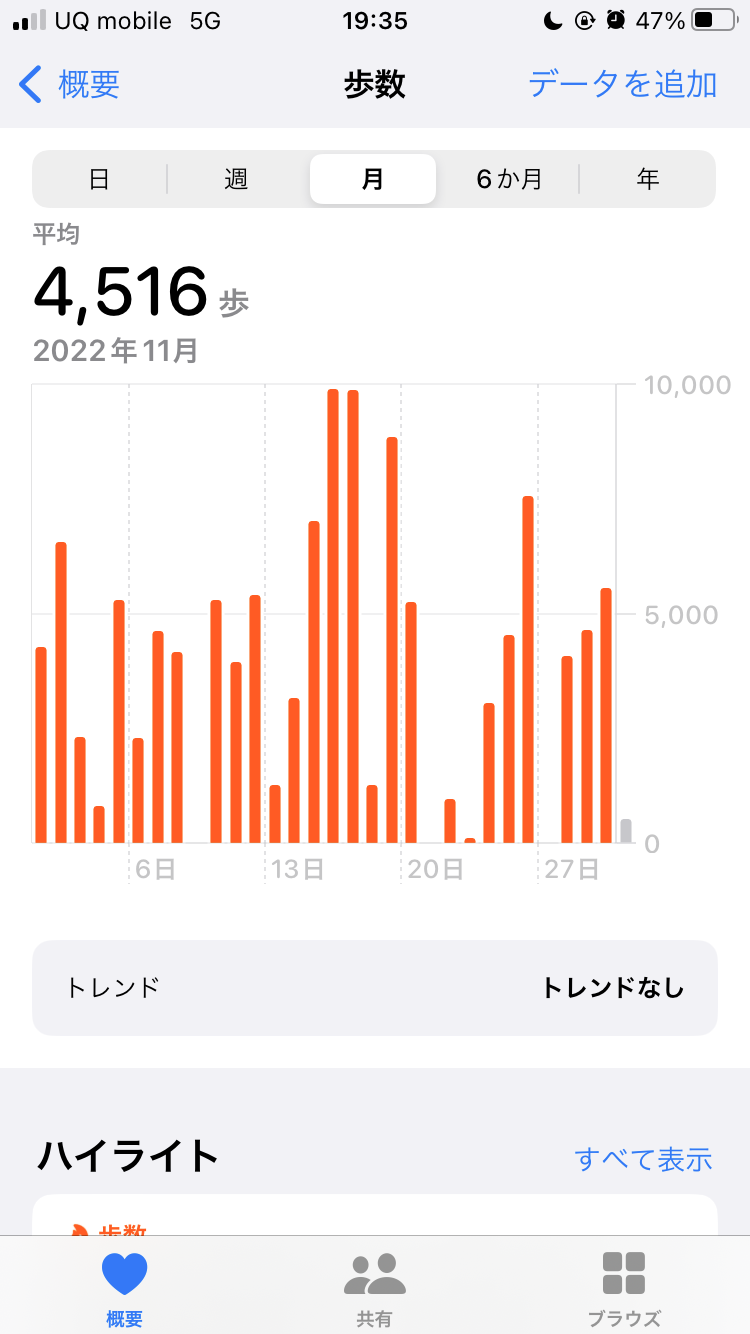 UQ mobile 5G 19:35 47%
概要 歩数 データを追加
日 週 月 6か月 年
平均
4,516 歩
2022年11月
10,000
5,000
0
6日 13日 20日 27日
トレンド トレンドなし
ハイライト すべて表示
歩数
概要 共有 ブラウズ